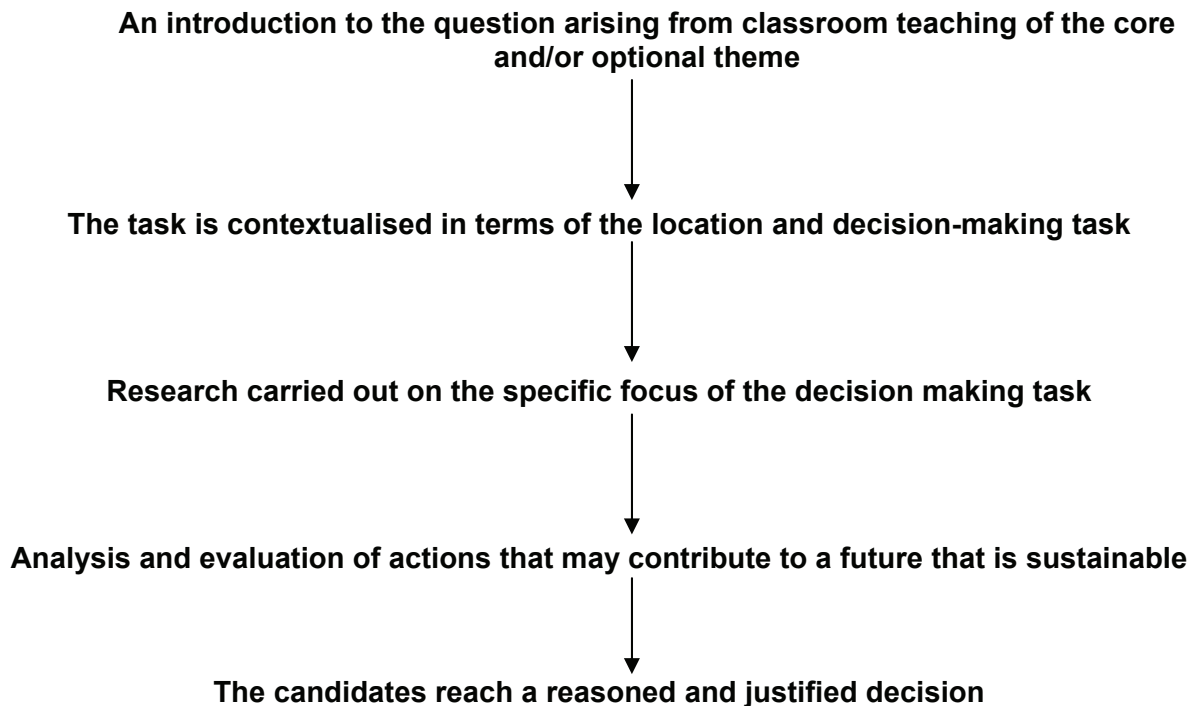 An introduction to the question arising from classroom teaching of the core
and/or optional theme
The task is contextualised in terms of the location and decision-making task
Research carried out on the specific focus of the decision making task
Analysis and evaluation of actions that may contribute to a future that is sustainable
The candidates reach a reasoned and justified decision